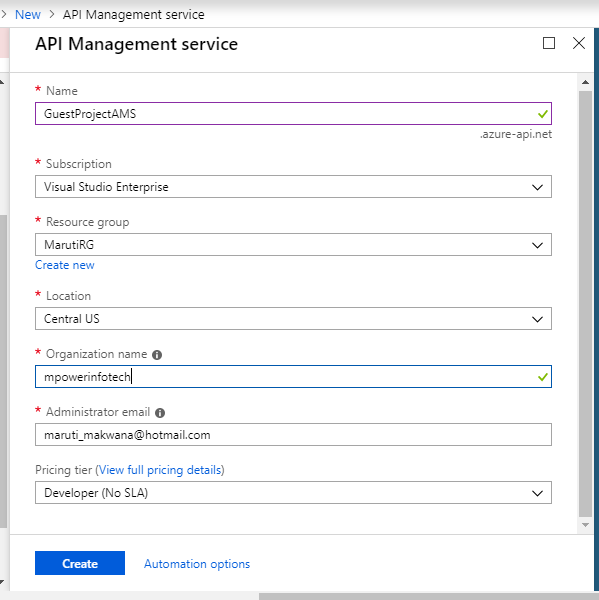 New > API Management service
API Management service
* Name
GuestProjectAMS
.azure-api.net
* Subscription
Visual Studio Enterprise
* Resource group
MarutiRG
Create new
* Location
Central US
* Organization name
mpowerinfotech
* Administrator email
maruti_makwana@hotmail.com
Pricing tier (View full pricing details)
Developer (No SLA)
Create Automation options